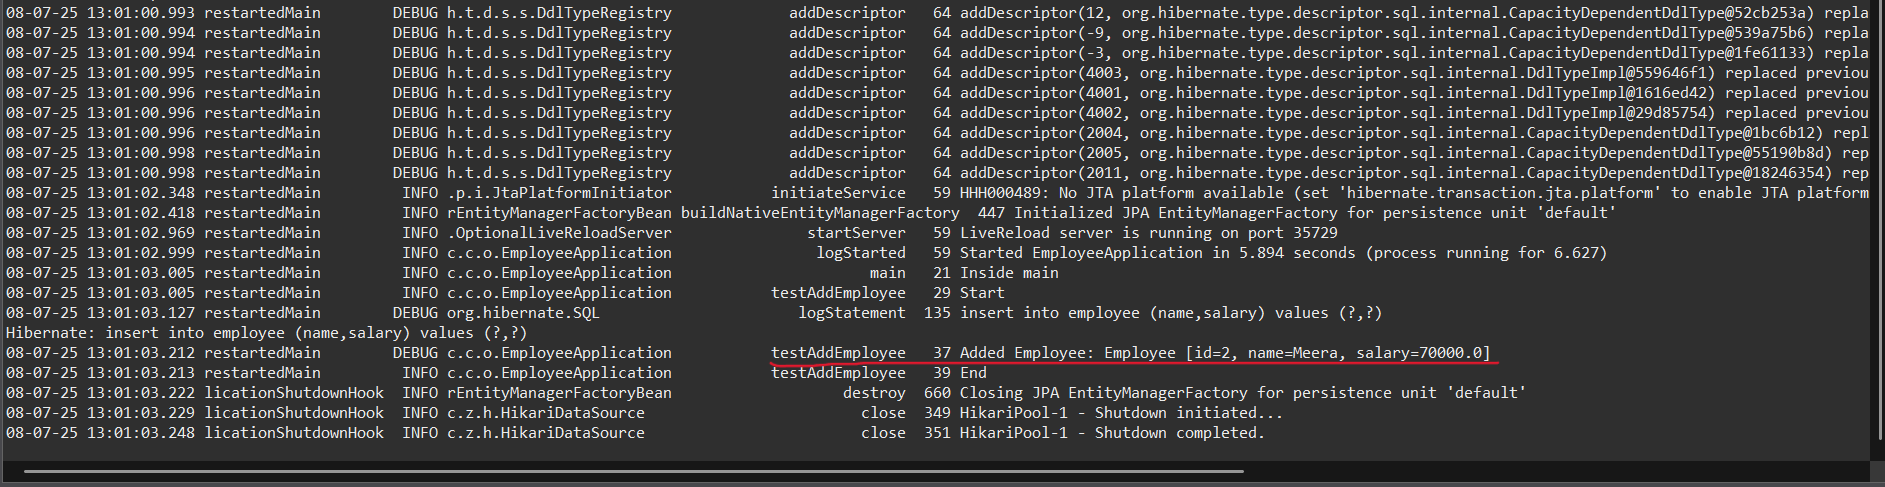 08-07-25 13:01:00.993 restartedMain DEBUG h.t.d.s.s.DdlTypeRegistry addDescriptor 64 addDescriptor(12, org.hibernate.type.descriptor.sql.internal.CapacityDependentDdlType@52cb253a) repla
08-07-25 13:01:00.994 restartedMain DEBUG h.t.d.s.s.DdlTypeRegistry addDescriptor 64 addDescriptor(-9, org.hibernate.type.descriptor.sql.internal.CapacityDependentDdlType@539a75b6) replac
08-07-25 13:01:00.994 restartedMain DEBUG h.t.d.s.s.DdlTypeRegistry addDescriptor 64 addDescriptor(-3, org.hibernate.type.descriptor.sql.internal.CapacityDependentDdlType@1fe61133) replac
08-07-25 13:01:00.995 restartedMain DEBUG h.t.d.s.s.DdlTypeRegistry addDescriptor 64 addDescriptor(4003, org.hibernate.type.descriptor.sql.internal.DdlTypeImpl@559646f1) replaced previou
08-07-25 13:01:00.996 restartedMain DEBUG h.t.d.s.s.DdlTypeRegistry addDescriptor 64 addDescriptor(4001, org.hibernate.type.descriptor.sql.internal.DdlTypeImpl@1616ed42) replaced previou
08-07-25 13:01:00.996 restartedMain DEBUG h.t.d.s.s.DdlTypeRegistry addDescriptor 64 addDescriptor(4002, org.hibernate.type.descriptor.sql.internal.DdlTypeImpl@29d85754) replaced previou
08-07-25 13:01:00.996 restartedMain DEBUG h.t.d.s.s.DdlTypeRegistry addDescriptor 64 addDescriptor(2004, org.hibernate.type.descriptor.sql.internal.CapacityDependentDdlType@1bc6b12) repl
08-07-25 13:01:00.998 restartedMain DEBUG h.t.d.s.s.DdlTypeRegistry addDescriptor 64 addDescriptor(2005, org.hibernate.type.descriptor.sql.internal.CapacityDependentDdlType@55190b8d) rep
08-07-25 13:01:00.998 restartedMain DEBUG h.t.d.s.s.DdlTypeRegistry addDescriptor 64 addDescriptor(2011, org.hibernate.type.descriptor.sql.internal.CapacityDependentDdlType@18246354) rep
08-07-25 13:01:02.348 restartedMain INFO .p.i.JtaPlatformInitiator initiateService 59 HHH000489: No JTA platform available (set 'hibernate.transaction.jta.platform' to enable JTA platform
08-07-25 13:01:02.418 restartedMain INFO rEntityManagerFactoryBean buildNativeEntityManagerFactory 447 Initialized JPA EntityManagerFactory for persistence unit 'default'
08-07-25 13:01:02.969 restartedMain INFO .OptionalLiveReloadServer startServer 59 LiveReload server is running on port 35729
08-07-25 13:01:02.999 restartedMain INFO c.c.o.EmployeeApplication logStarted 59 Started EmployeeApplication in 5.894 seconds (process running for 6.627)
08-07-25 13:01:03.005 restartedMain INFO c.c.o.EmployeeApplication main 21 Inside main
08-07-25 13:01:03.005 restartedMain INFO c.c.o.EmployeeApplication testAddEmployee 29 Start
08-07-25 13:01:03.127 restartedMain DEBUG org.hibernate.SQL logStatement 135 insert into employee (name,salary) values (?,?)
Hibernate: insert into employee (name,salary) values (?,?)
08-07-25 13:01:03.212 restartedMain DEBUG c.c.o.EmployeeApplication testAddEmployee 37 Added Employee: Employee [id=2, name=Meera, salary=70000.0]
08-07-25 13:01:03.213 restartedMain INFO c.c.o.EmployeeApplication testAddEmployee 39 End
08-07-25 13:01:03.222 licationShutdownHook INFO rEntityManagerFactoryBean destroy 660 Closing JPA EntityManagerFactory for persistence unit 'default'
08-07-25 13:01:03.229 licationShutdownHook INFO c.z.h.HikariDataSource close 349 HikariPool-1 - Shutdown initiated...
08-07-25 13:01:03.248 licationShutdownHook INFO c.z.h.HikariDataSource close 351 HikariPool-1 - Shutdown completed.